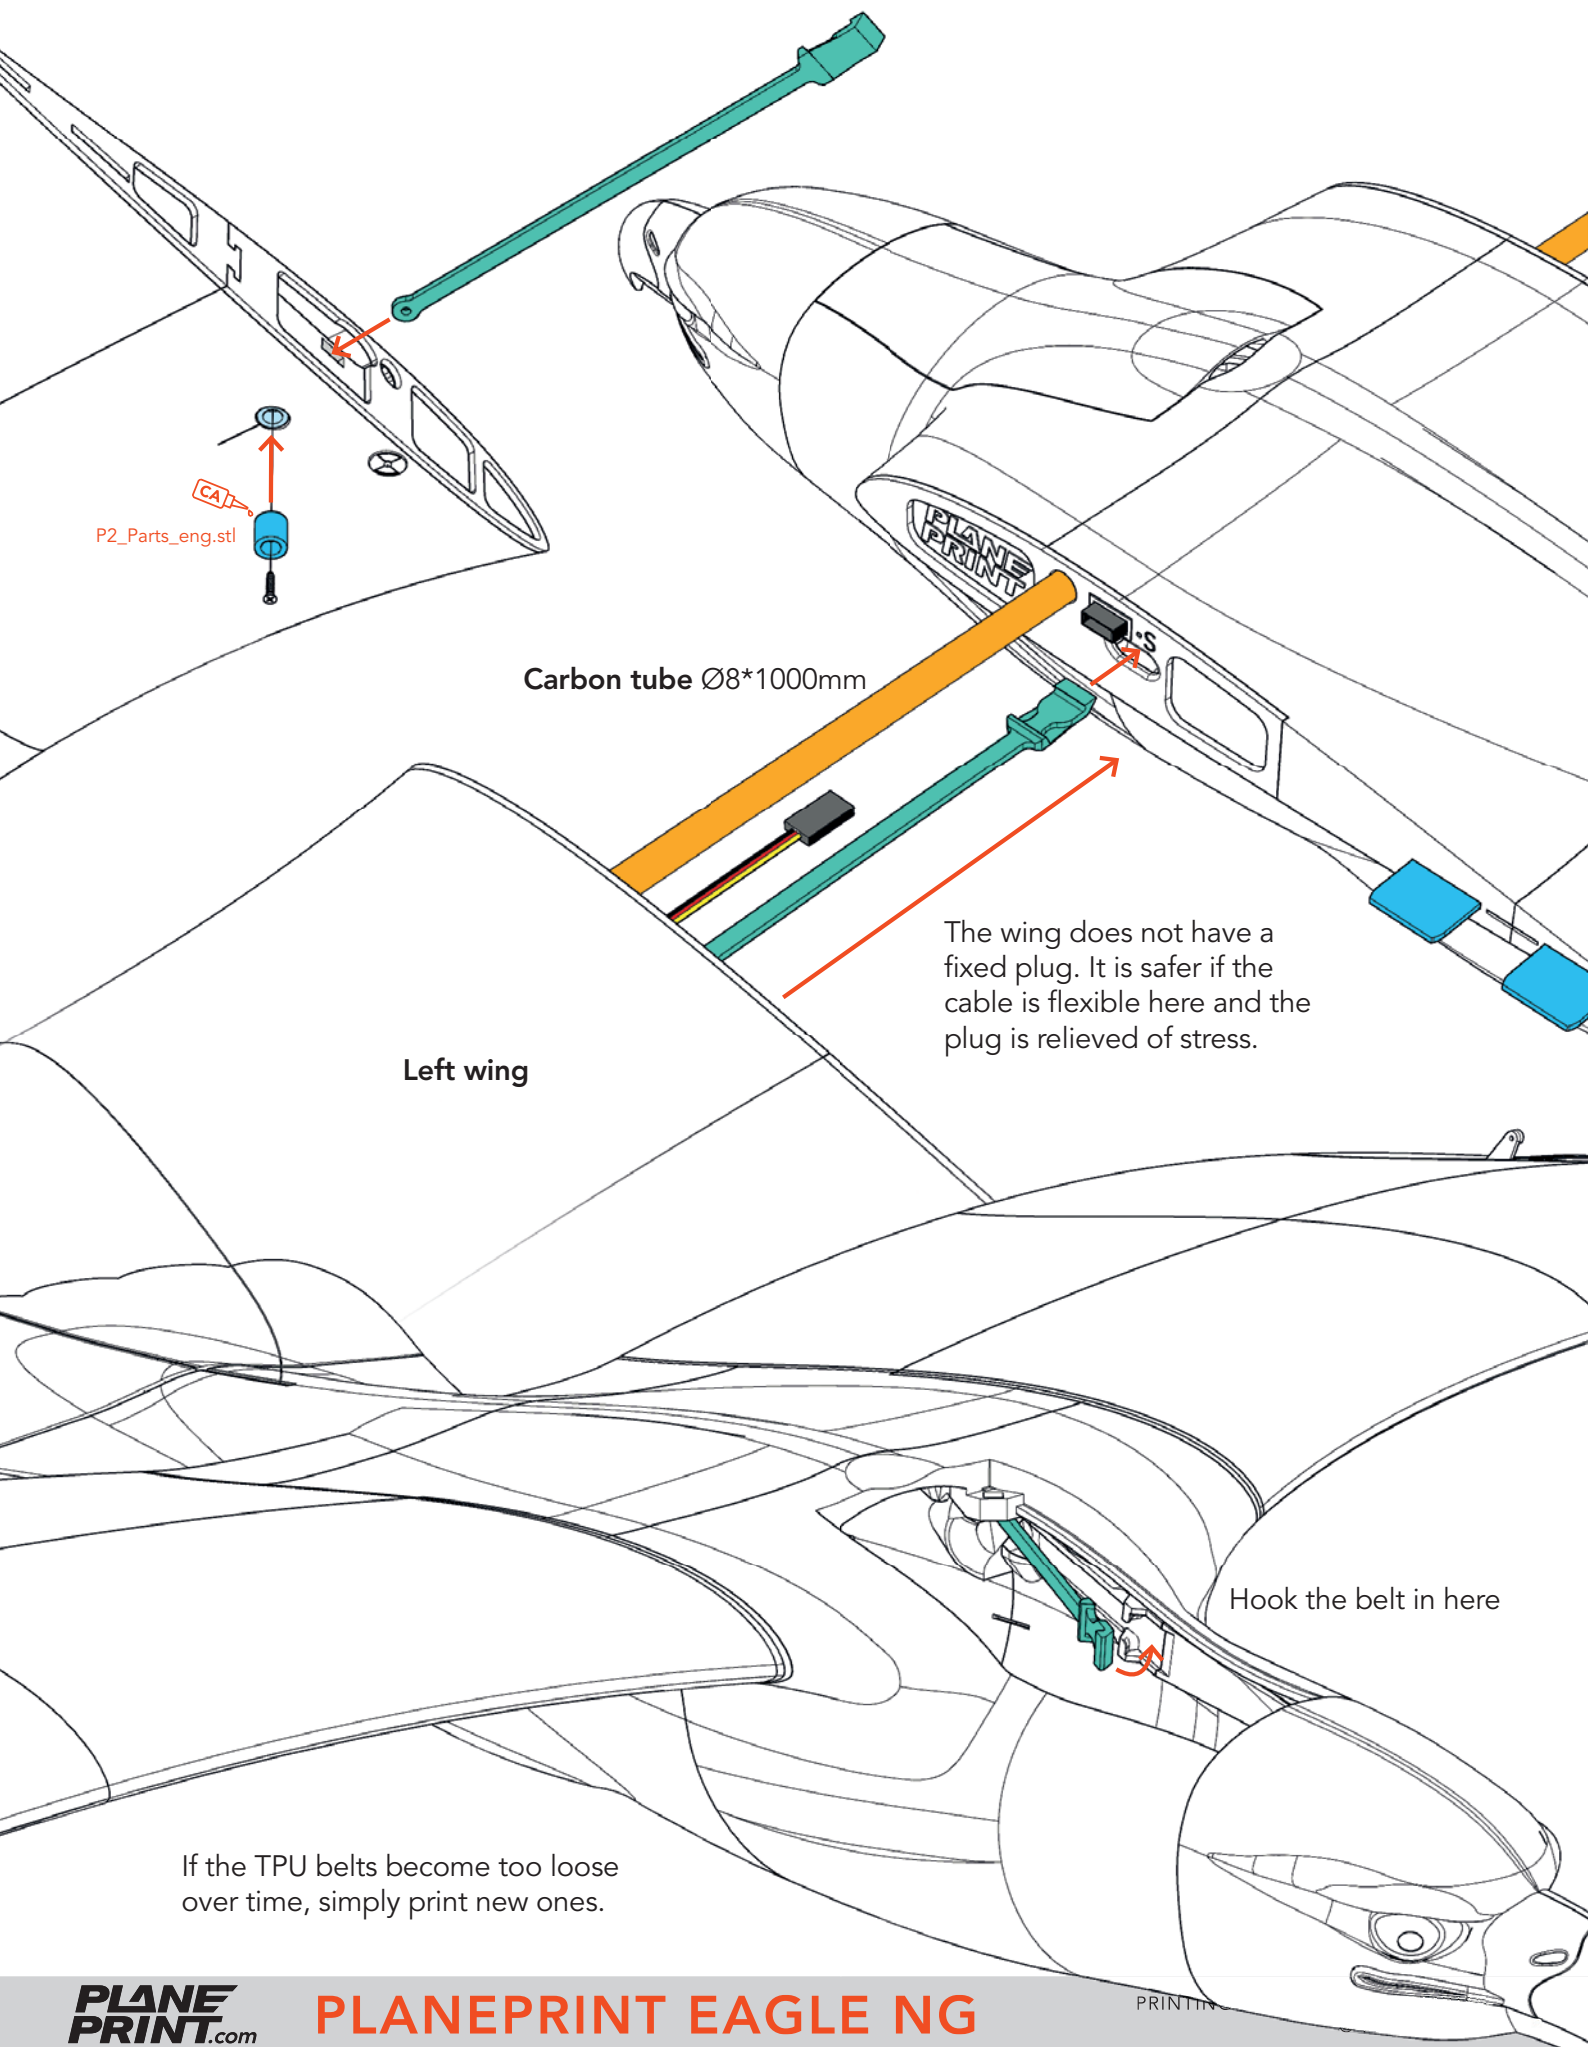 CA
P2_Parts_eng.stl
PLANE
PRINT
•S
Carbon tube Ø8*1000mm
The wing does not have a
fixed plug. It is safer if the
cable is flexible here and the
plug is relieved of stress.
Left wing
Hook the belt in here
If the TPU belts become too loose
over time, simply print new ones.
PLANE
PRINT.com
PLANEPRINT EAGLE NG